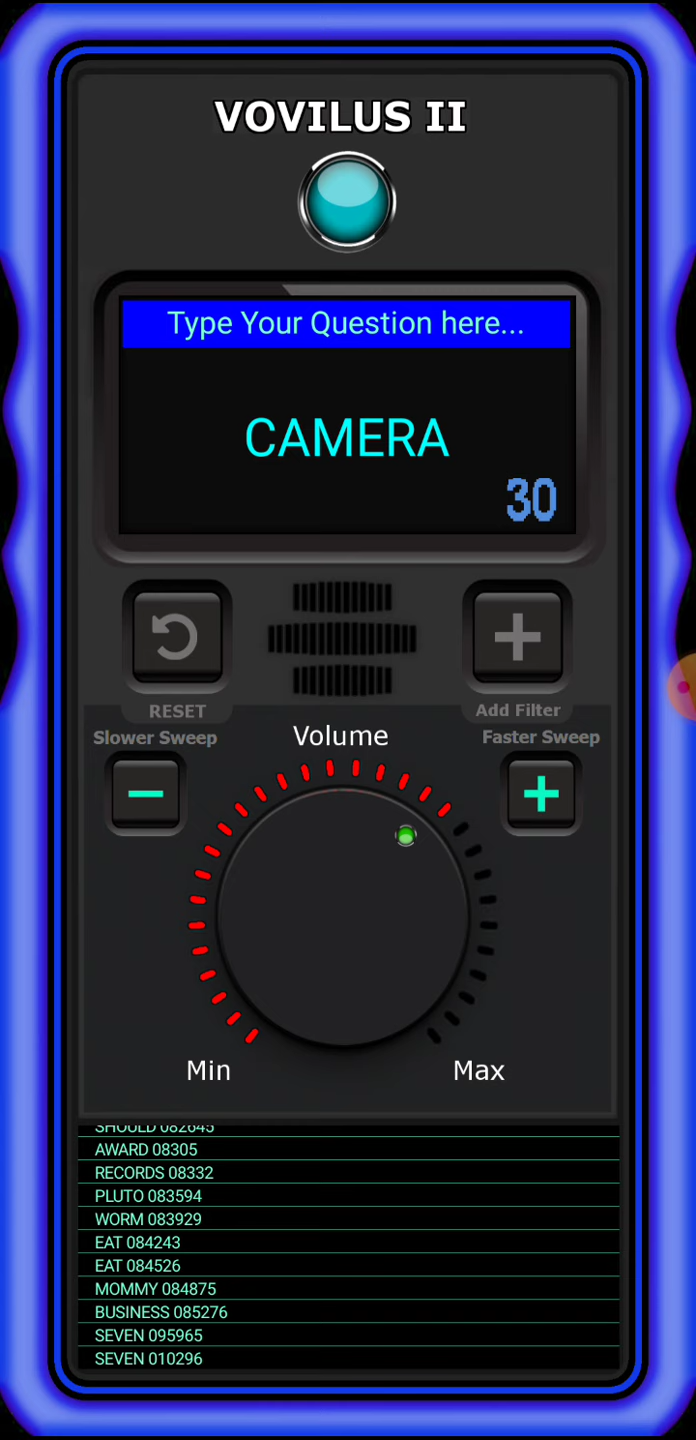 VOVILUS II
Type Your Question here...
CAMERA
30
RESET
Add Filter
Slower Sweep
Volume
Faster Sweep
Min
Max
SHOULD 082645
AWARD 08305
RECORDS 08332
PLUTO 083594
WORM 083929
EAT 084243
EAT 084526
MOMMY 084875
BUSINESS 085276
SEVEN 095965
SEVEN 010296